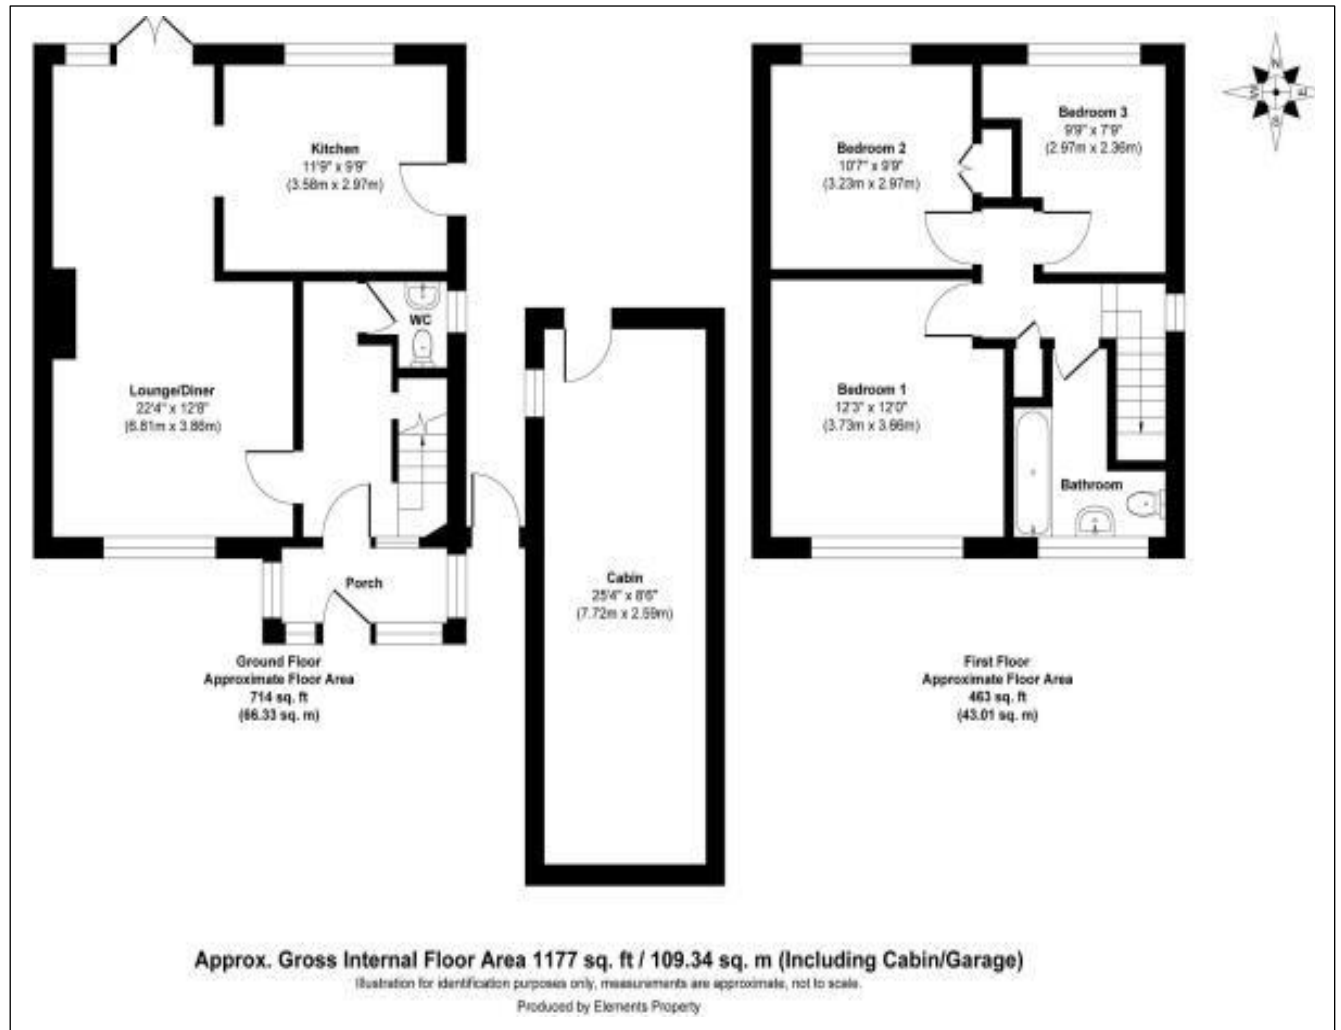 Kitchen
11'9" x 9'9"
(3.58m x 2.97m)
WC
Lounge/Diner
22'4" x 12'8"
(6.81m x 3.86m)
Porch
Ground Floor
Approximate Floor Area
714 sq. ft
(66.33 sq. m)
Cabin
25'4" x 8'6"
(7.72m x 2.59m)
Bedroom 2
10'7" x 9'9"
(3.23m x 2.97m)
Bedroom 3
9'9" x 7'9"
(2.97m x 2.36m)
Bedroom 1
12'3" x 12'0"
(3.73m x 3.66m)
Bathroom
First Floor
Approximate Floor Area
463 sq. ft
(43.01 sq. m)
N
W E
S
Approx. Gross Internal Floor Area 1177 sq. ft / 109.34 sq. m (Including Cabin/Garage)
Illustration for identification purposes only, measurements are approximate, not to scale.
Produced by Elements Property